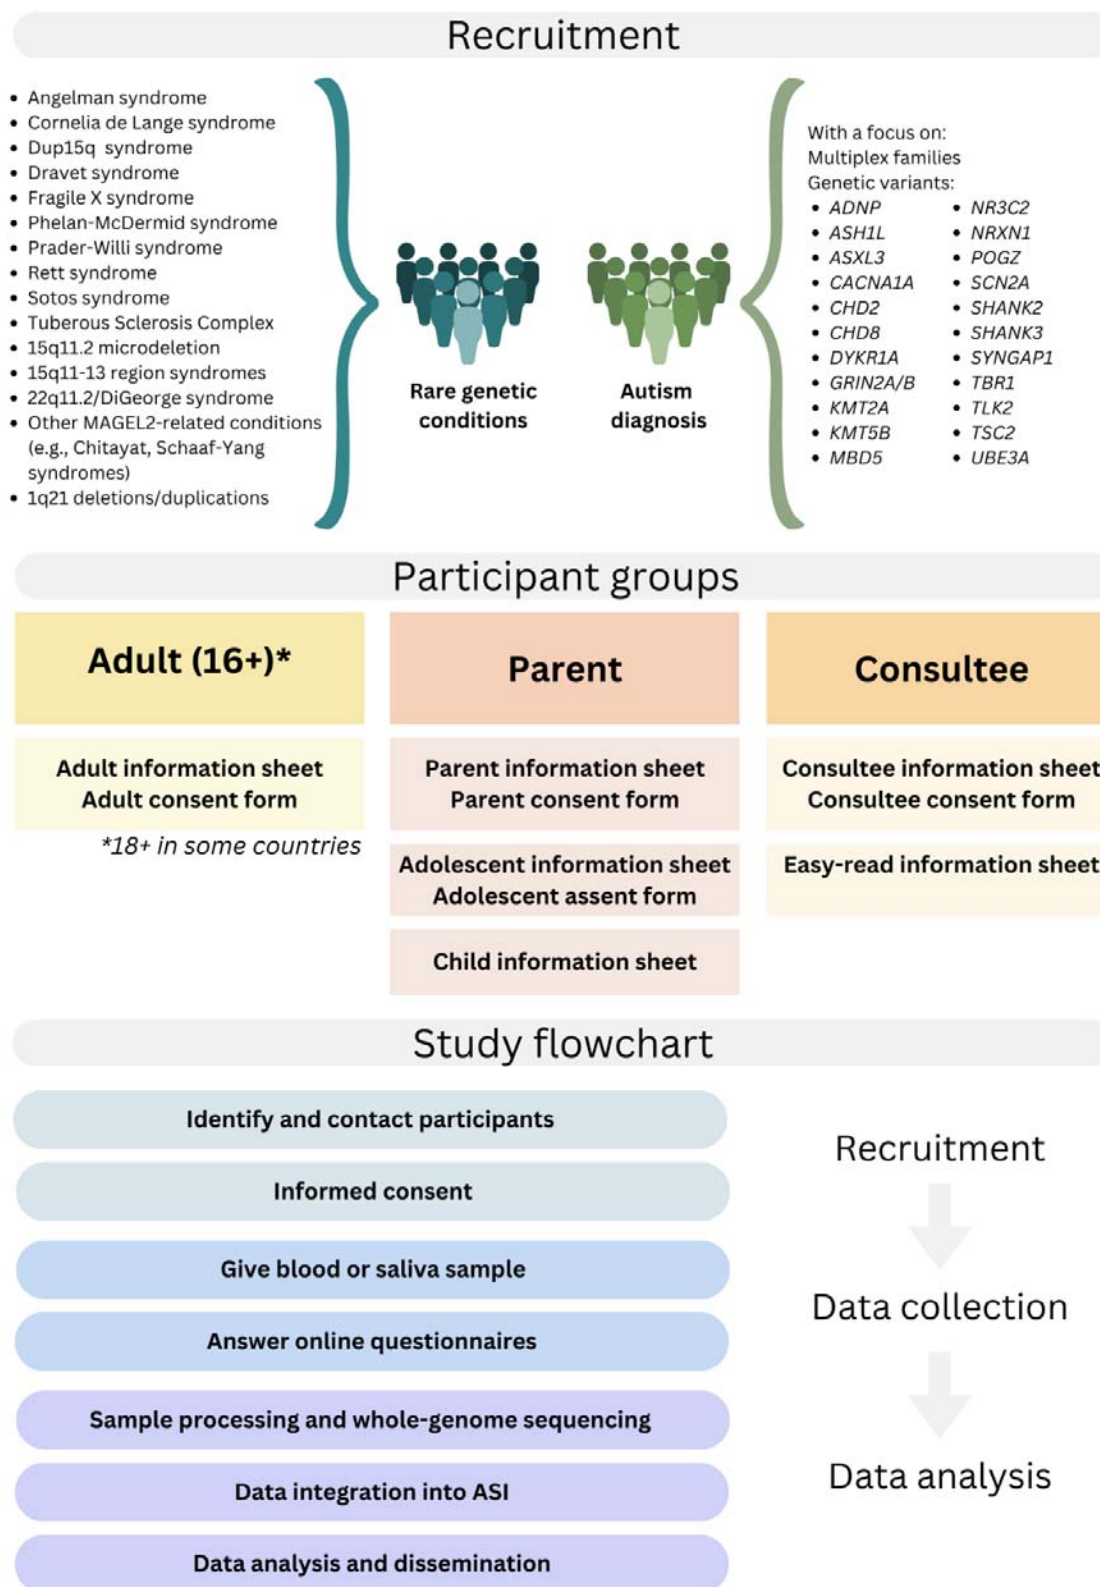 Recruitment
• Angelman syndrome
• Cornelia de Lange syndrome
• Dup15q syndrome
• Dravet syndrome
• Fragile X syndrome
• Phelan-McDermid syndrome
• Prader-Willi syndrome
• Rett syndrome
• Sotos syndrome
• Tuberous Sclerosis Complex
• 15q11.2 microdeletion
• 15q11-13 region syndromes
• 22q11.2/DiGeorge syndrome
• Other MAGEL2-related conditions
(e.g., Chitayat, Schaaf-Yang
syndromes)
• 1q21 deletions/duplications
Rare genetic
conditions
Autism
diagnosis
With a focus on:
Multiplex families
Genetic variants:
• ADNP
• ASH1L
• ASXL3
• CACNA1A
• CHD2
• CHD8
• DYKR1A
• GRIN2A/B
• KMT2A
• KMT5B
• MBD5
• NR3C2
• NRXN1
• POGZ
• SCN2A
• SHANK2
• SHANK3
• SYNGAP1
• TBR1
• TLK2
• TSC2
• UBE3A
Participant groups
Adult (16+)*
Adult information sheet
Adult consent form
*18+ in some countries
Parent
Parent information sheet
Parent consent form
Adolescent information sheet
Adolescent assent form
Child information sheet
Consultee
Consultee information sheet
Consultee consent form
Easy-read information sheet
Study flowchart
Identify and contact participants
Informed consent
Give blood or saliva sample
Answer online questionnaires
Sample processing and whole-genome sequencing
Data integration into ASI
Data analysis and dissemination
Recruitment
Data collection
Data analysis